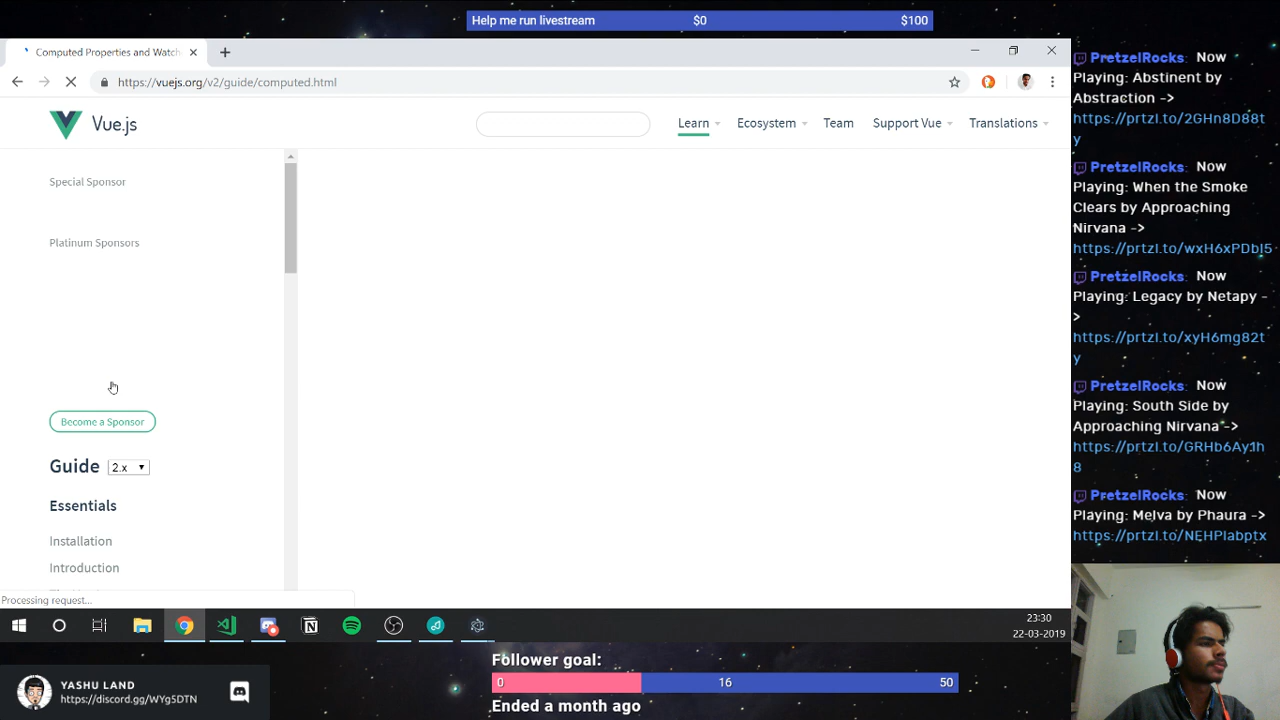 Help me run livestream $0 $100
Computed Properties and Watch
https://vuejs.org/v2/guide/computed.html
Vue.js
Learn Ecosystem Team Support Vue Translations
Special Sponsor
Platinum Sponsors
Become a Sponsor
Guide 2.x
Essentials
Installation
Introduction
Processing request...
23:30
22-03-2019
PretzelRocks: Now
Playing: Abstinent by
Abstraction ->
https://prtzl.to/2GHn8D88t
y
PretzelRocks: Now
Playing: When the Smoke
Clears by Approaching
Nirvana ->
https://prtzl.to/wxH6xPDbl5
PretzelRocks: Now
Playing: Legacy by Netapy -
>
https://prtzl.to/xyH6mg82t
y
PretzelRocks: Now
Playing: South Side by
Approaching Nirvana ->
https://prtzl.to/GRHb6Ay1h
8
PretzelRocks: Now
Playing: Melva by Phaura ->
https://prtzl.to/NEHPlabptx
YASHU LAND
https://discord.gg/WYg5DTN
Follower goal:
0 16 50
Ended a month ago